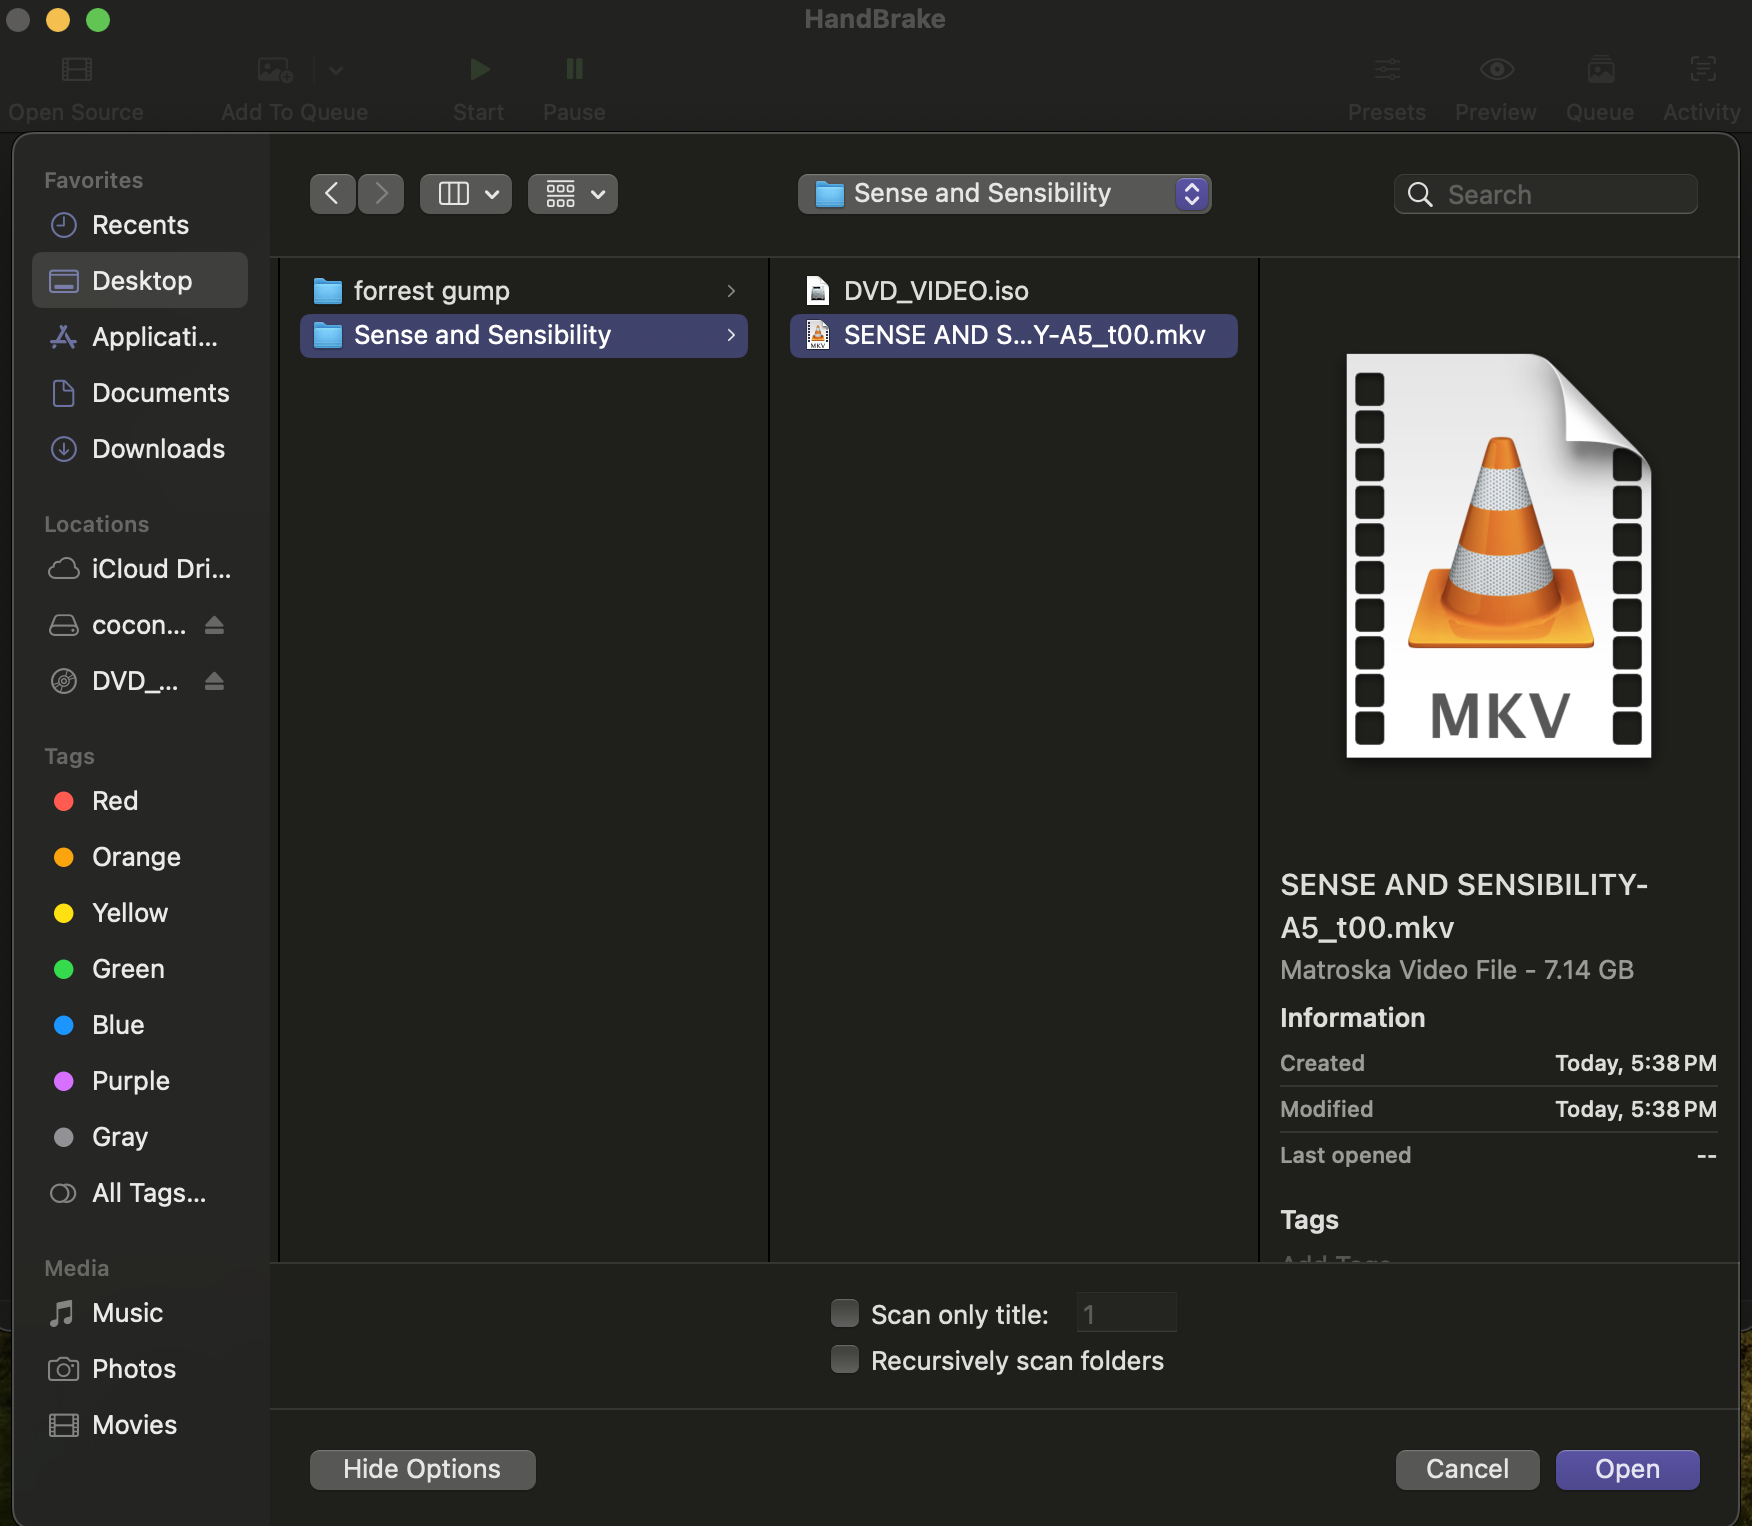 HandBrake
Open Source
Add To Queue
Start
Pause
Presets
Preview
Queue
Activity
Favorites
Recents
Desktop
Applicati...
Documents
Downloads
Locations
iCloud Dri...
cocon...
DVD_...
Tags
Red
Orange
Yellow
Green
Blue
Purple
Gray
All Tags...
Media
Music
Photos
Movies
Sense and Sensibility
Search
forrest gump
Sense and Sensibility
DVD_VIDEO.iso
SENSE AND S...Y-A5_t00.mkv
MKV
MKV
SENSE AND SENSIBILITY-
A5_t00.mkv
Matroska Video File - 7.14 GB
Information
Created Today, 5:38 PM
Modified Today, 5:38 PM
Last opened --
Tags
Add Tags...
Scan only title: 1
Recursively scan folders
Hide Options
Cancel
Open